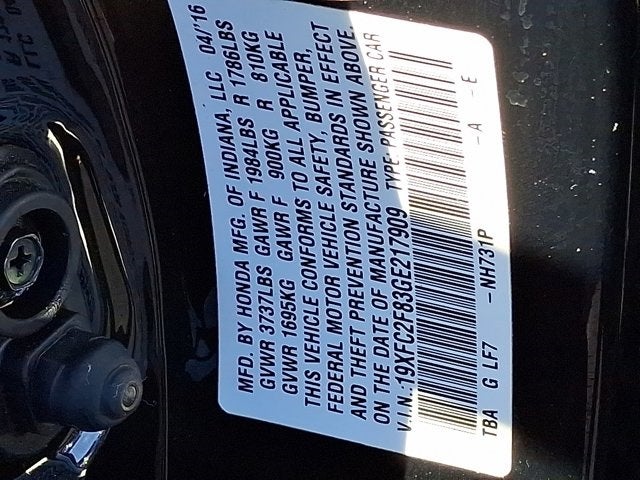 MFD. BY HONDA MFG. OF INDIANA, LLC 04/16
GVWR 3737LBS GAWR F 1984LBS R 1786LBS
GVWR 1695KG GAWR F 900KG R 810KG
THIS VEHICLE CONFORMS TO ALL APPLICABLE
FEDERAL MOTOR VEHICLE SAFETY, BUMPER,
AND THEFT PREVENTION STANDARDS IN EFFECT
ON THE DATE OF MANUFACTURE SHOWN ABOVE.
V.I.N.:19XFC2F83GE217909 TYPE: PASSENGER CAR
TBA G LF7 -NH731P -A -E